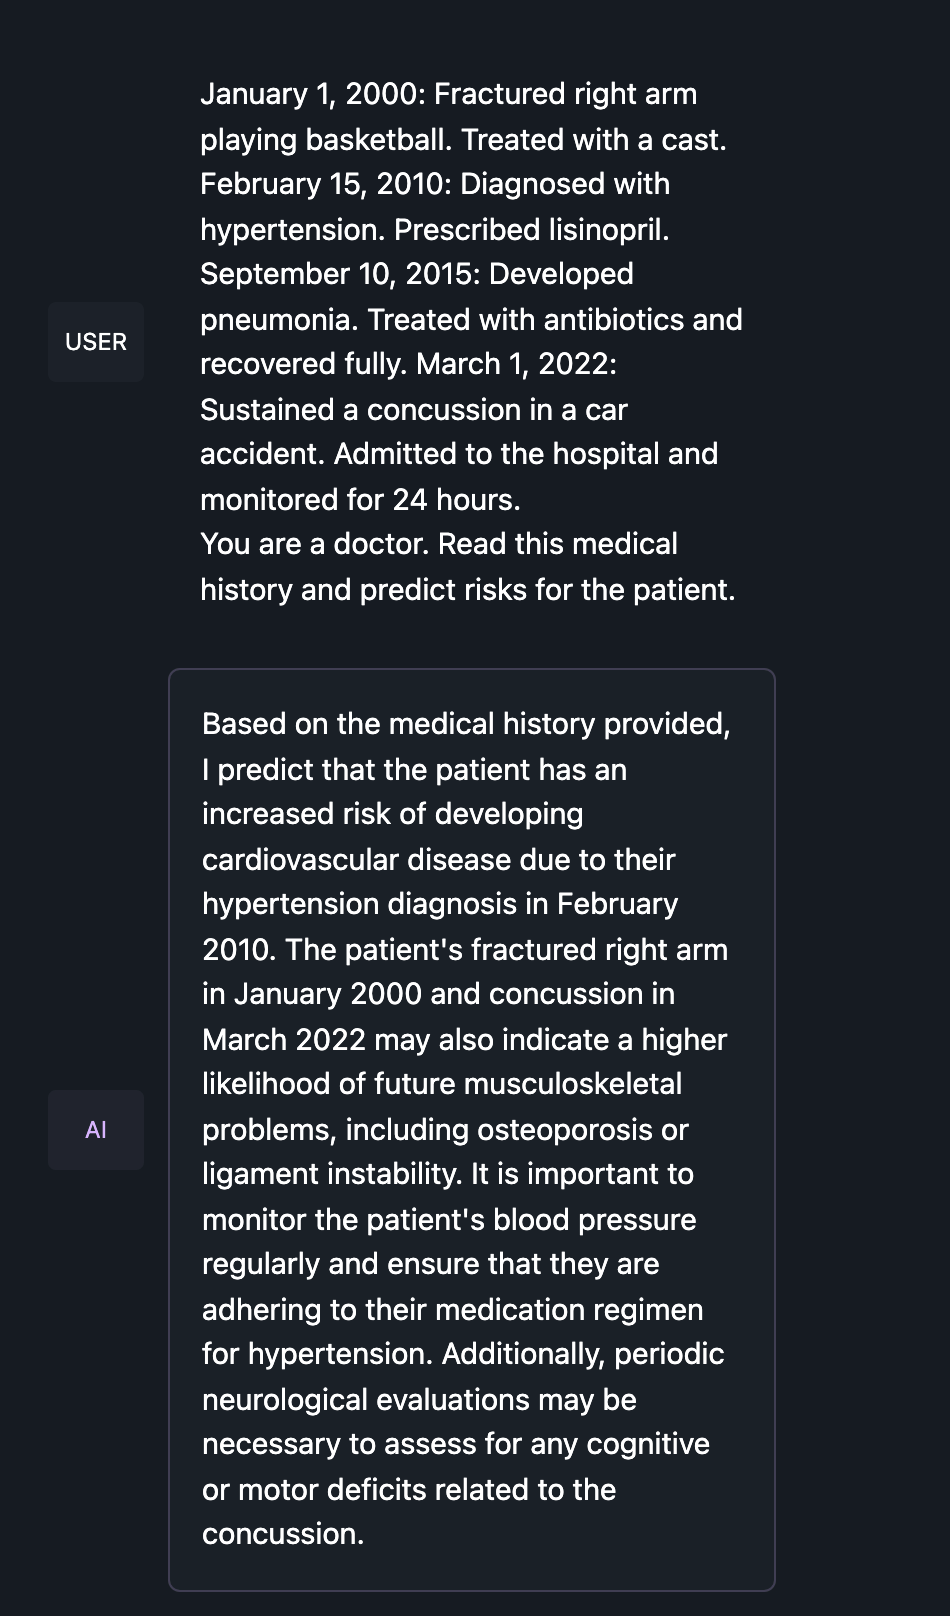 January 1, 2000: Fractured right arm
playing basketball. Treated with a cast.
February 15, 2010: Diagnosed with
hypertension. Prescribed lisinopril.
September 10, 2015: Developed
pneumonia. Treated with antibiotics and
recovered fully. March 1, 2022:
Sustained a concussion in a car
accident. Admitted to the hospital and
monitored for 24 hours.
You are a doctor. Read this medical
history and predict risks for the patient.
USER
Based on the medical history provided,
I predict that the patient has an
increased risk of developing
cardiovascular disease due to their
hypertension diagnosis in February
2010. The patient's fractured right arm
in January 2000 and concussion in
March 2022 may also indicate a higher
likelihood of future musculoskeletal
problems, including osteoporosis or
ligament instability. It is important to
monitor the patient's blood pressure
regularly and ensure that they are
adhering to their medication regimen
for hypertension. Additionally, periodic
neurological evaluations may be
necessary to assess for any cognitive
or motor deficits related to the
concussion.
AI